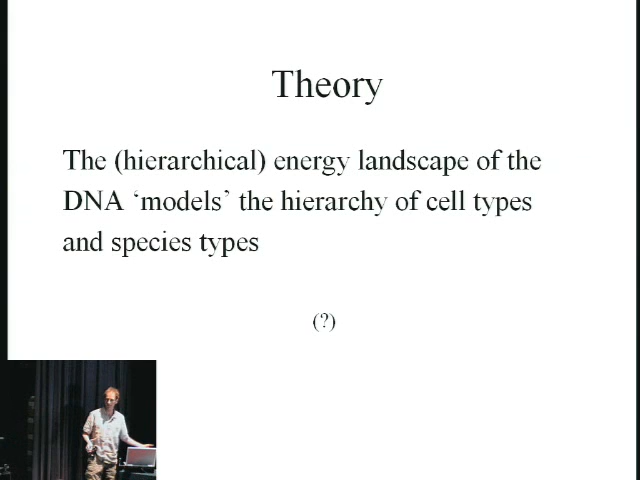 Theory
The (hierarchical) energy landscape of the
DNA ‘models’ the hierarchy of cell types
and species types
(?)